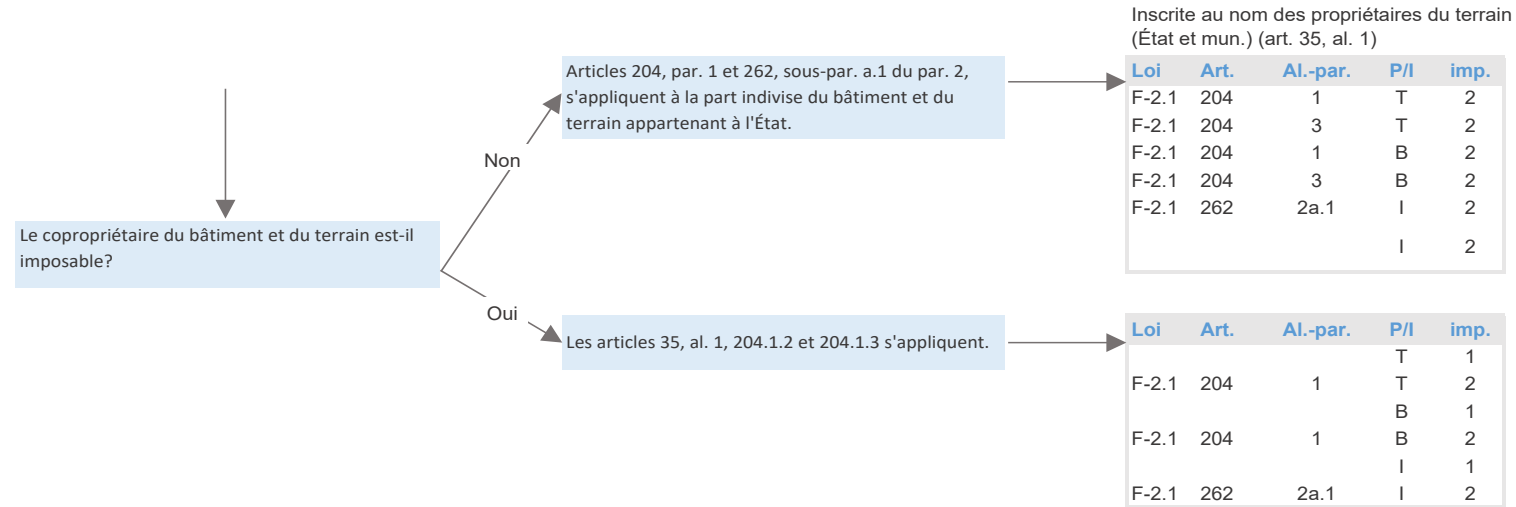 Inscrite au nom des propriétaires du terrain
(État et mun.) (art. 35, al. 1)
Articles 204, par. 1 et 262, sous-par. a.1 du par. 2,
s'appliquent à la part indivise du bâtiment et du
terrain appartenant à l'État.
Loi Art. Al.-par. P/I imp.
F-2.1 204 1 T 2
F-2.1 204 3 T 2
F-2.1 204 1 B 2
F-2.1 204 3 B 2
F-2.1 262 2a.1 I 2
I 2
Non
Le copropriétaire du bâtiment et du terrain est-il
imposable?
Oui
Les articles 35, al. 1, 204.1.2 et 204.1.3 s'appliquent.
Loi Art. Al.-par. P/I imp.
T 1
F-2.1 204 1 T 2
B 1
F-2.1 204 1 B 2
I 1
F-2.1 262 2a.1 I 2